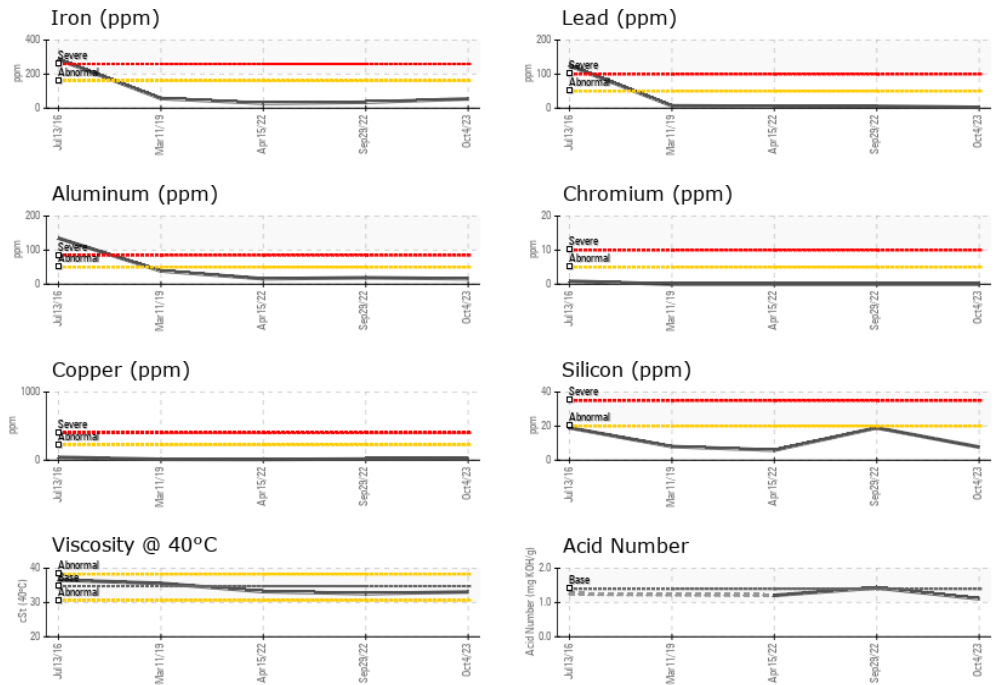 Iron (ppm)
400
200
0
ppm
Severe
Abnormal
Jul13/16
Mar11/19
Apr15/22
Sep29/22
Oct4/23
Lead (ppm)
200
100
0
ppm
Severe
Abnormal
Jul13/16
Mar11/19
Apr15/22
Sep29/22
Oct4/23
Aluminum (ppm)
200
100
0
ppm
Severe
Abnormal
Jul13/16
Mar11/19
Apr15/22
Sep29/22
Oct4/23
Chromium (ppm)
20
10
0
ppm
Severe
Abnormal
Jul13/16
Mar11/19
Apr15/22
Sep29/22
Oct4/23
Copper (ppm)
1000
0
ppm
Severe
Abnormal
Jul13/16
Mar11/19
Apr15/22
Sep29/22
Oct4/23
Silicon (ppm)
40
20
0
ppm
Severe
Abnormal
Jul13/16
Mar11/19
Apr15/22
Sep29/22
Oct4/23
Viscosity @ 40°C
40
30
20
cSt (40°C)
Abnormal
Base
Abnormal
Jul13/16
Mar11/19
Apr15/22
Sep29/22
Oct4/23
Acid Number
2.0
1.0
0.0
Acid Number (mg KOH/g)
Base
Jul13/16
Mar11/19
Apr15/22
Sep29/22
Oct4/23